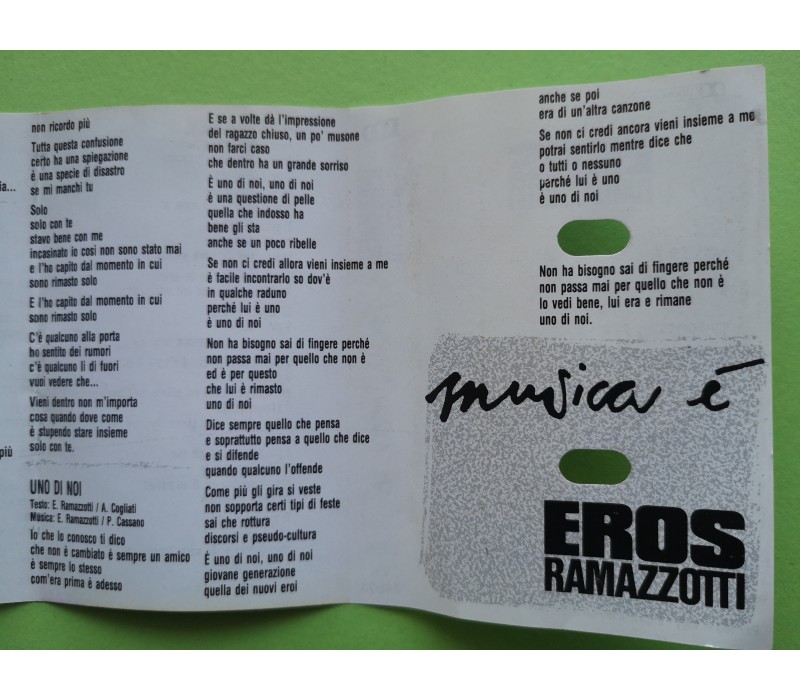 ia...
più
non ricordo più
Tutta questa confusione
certo ha una spiegazione
è una specie di disastro
se mi manchi tu
Solo
solo con te
stavo bene con me
incasinato io così non sono stato mai
e l'ho capito dal momento in cui
sono rimasto solo
E l'ho capito dal momento in cui
sono rimasto solo
C'è qualcuno alla porta
ho sentito dei rumori
c'è qualcuno lì di fuori
vuoi vedere che...
Vieni dentro non m'importa
cosa quando dove come
è stupendo stare insieme
solo con te.
UNO DI NOI
Testo: E. Ramazzotti / A. Cogliati
Musica: E. Ramazzotti / P. Cassano
Io che lo conosco ti dico
che non è cambiato è sempre un amico
è sempre lo stesso
com'era prima è adesso
E se a volte dà l'impressione
del ragazzo chiuso, un po' musone
non farci caso
che dentro ha un grande sorriso
È uno di noi, uno di noi
è una questione di pelle
quella che indosso ha
bene gli sta
anche se un poco ribelle
Se non ci credi allora vieni insieme a me
è facile incontrarlo so dov'è
in qualche raduno
perché lui è uno
è uno di noi
Non ha bisogno sai di fingere perché
non passa mai per quello che non è
ed è per questo
che lui è rimasto
uno di noi
Dice sempre quello che pensa
e soprattutto pensa a quello che dice
e si difende
quando qualcuno l'offende
Come più gli gira si veste
non sopporta certi tipi di feste
sai che rottura
discorsi e pseudo-cultura
È uno di noi, uno di noi
giovane generazione
quella dei nuovi eroi
anche se poi
era di un'altra canzone
Se non ci credi ancora vieni insieme a me
potrai sentirlo mentre dice che
o tutti o nessuno
perché lui è uno
è uno di noi
Non ha bisogno sai di fingere perché
non passa mai per quello che non è
lo vedi bene, lui era e rimane
uno di noi.
musica è
EROS
RAMAZZOTTI